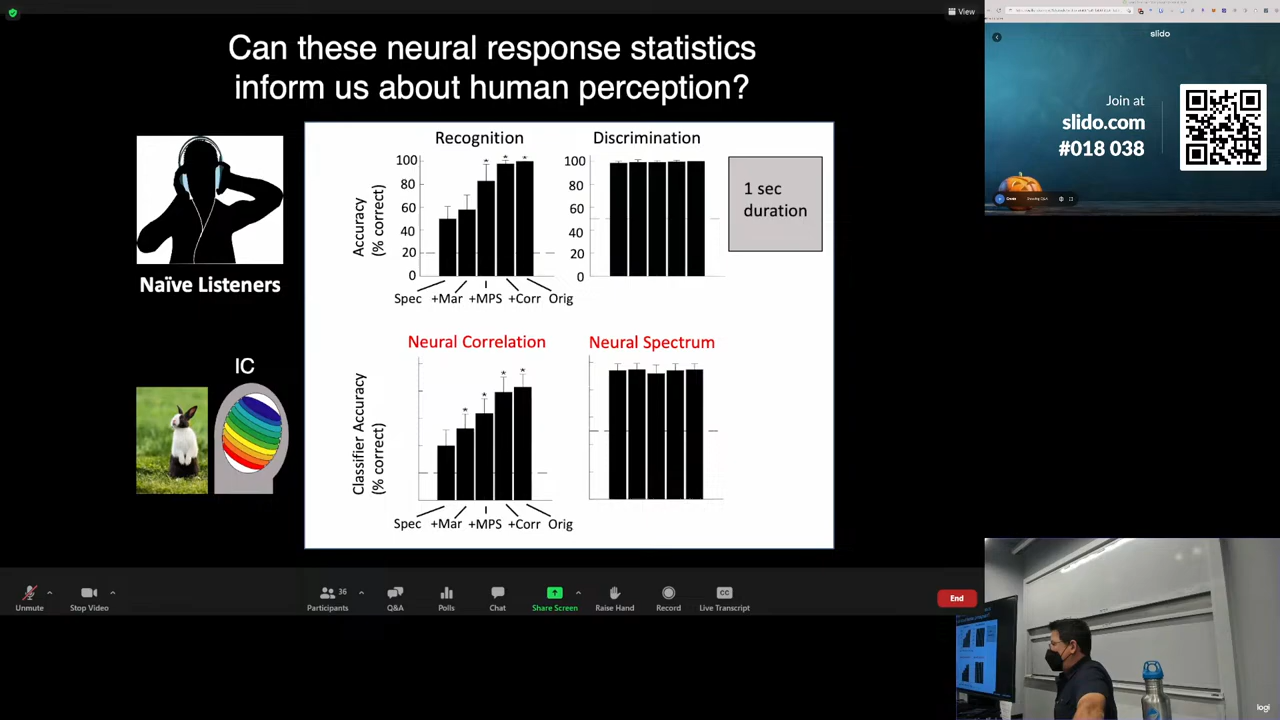 View
Can these neural response statistics
inform us about human perception?
Naïve Listeners
Recognition
Discrimination
Accuracy
(% correct)
100
80
60
40
20
0
100
80
60
40
20
0
1 sec
duration
Spec
+Mar
+MPS
+Corr
Orig
IC
Neural Correlation
Neural Spectrum
Classifier Accuracy
(% correct)
Spec
+Mar
+MPS
+Corr
Orig
Unmute
Stop Video
36
Participants
Q&A
Polls
Chat
Share Screen
Raise Hand
Record
CC
Live Transcript
End
slido
Join at
slido.com
#018 038
logi